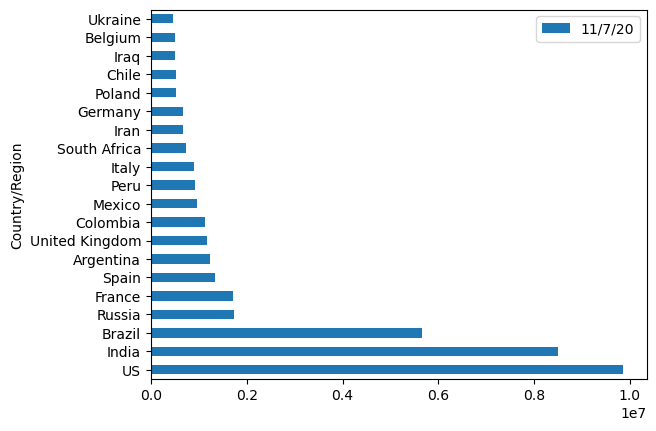 11/7/20
Ukraine
Belgium
Iraq
Chile
Poland
Germany
Iran
South Africa
Italy
Peru
Mexico
Colombia
United Kingdom
Argentina
Spain
France
Russia
Brazil
India
US
Country/Region
0.0 0.2 0.4 0.6 0.8 1.0
1e7